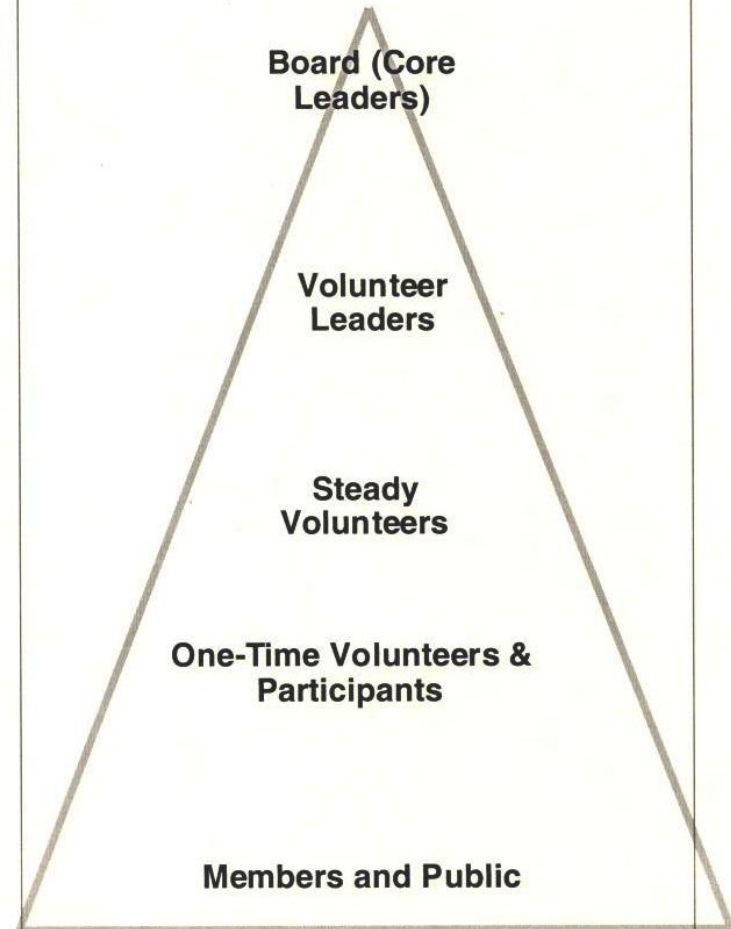 Board (Core
Leaders)
Volunteer
Leaders
Steady
Volunteers
One-Time Volunteers &
Participants
Members and Public